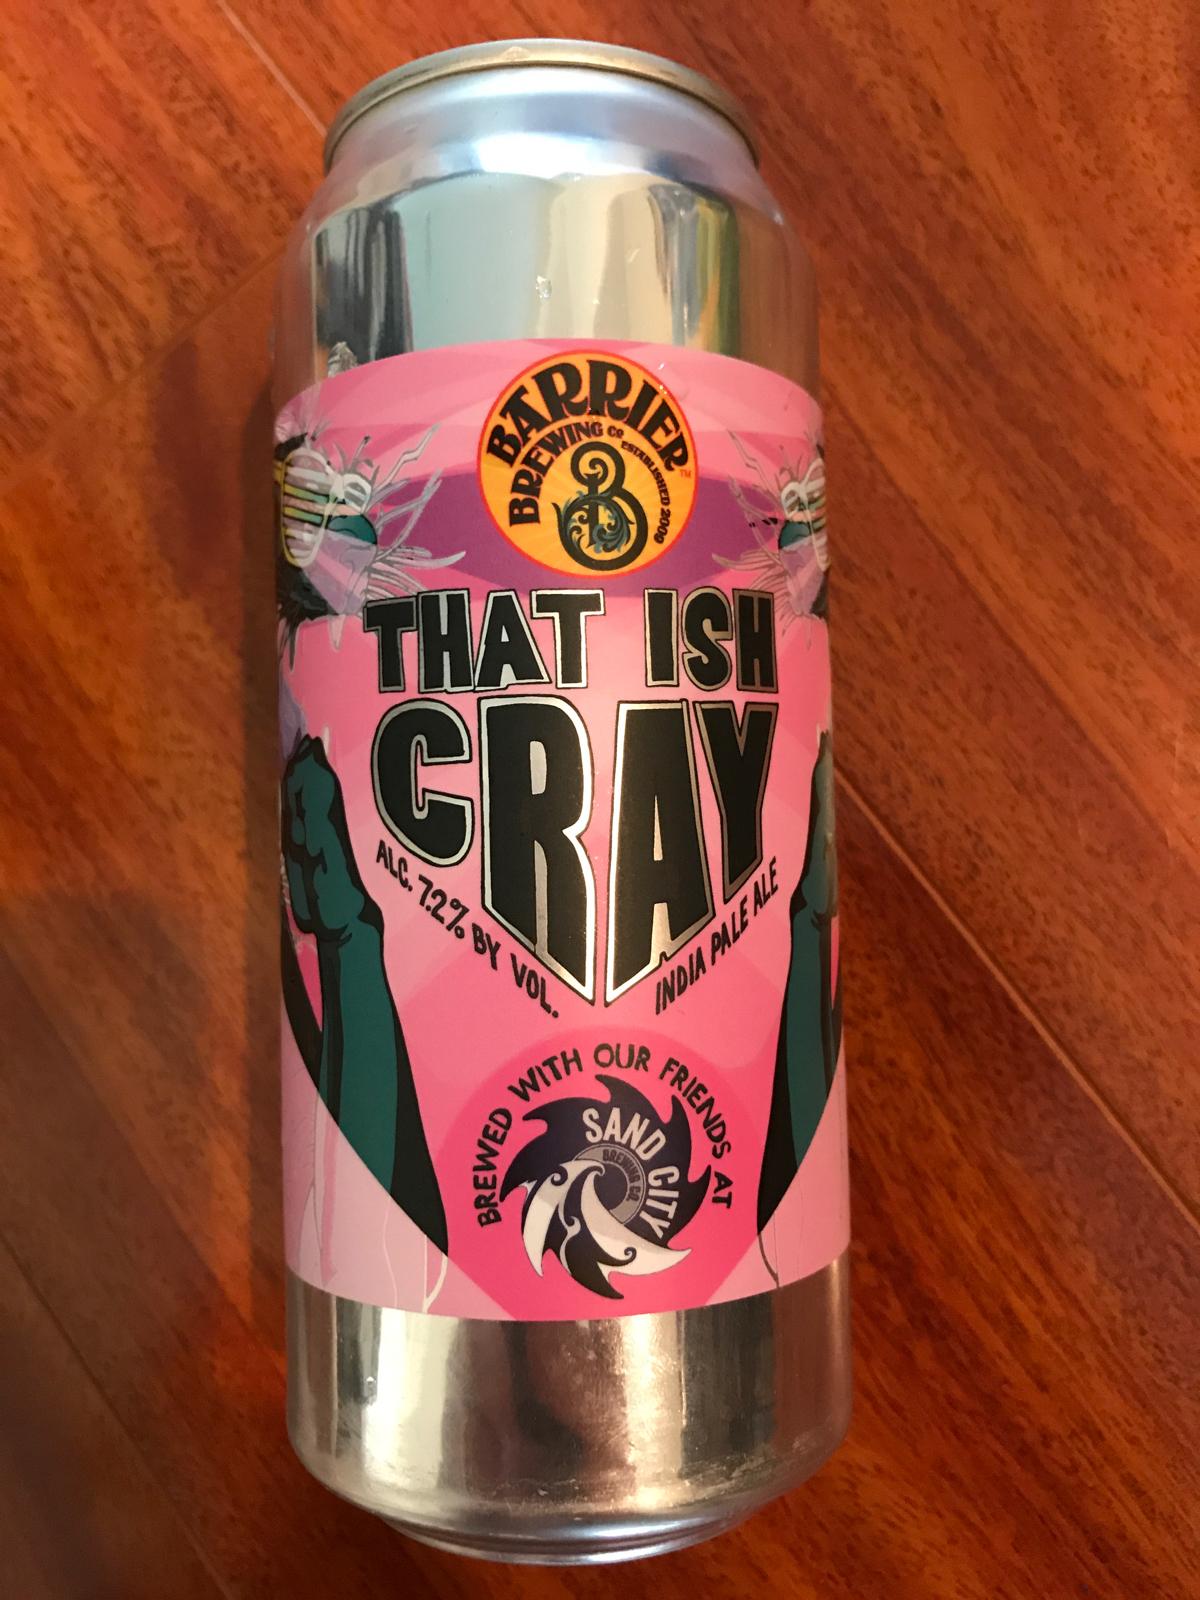 BARRIER
BREWING CO
ESTABLISHED 2009
TM
THAT ISH
CRAY
ALC. 7.2% BY VOL.
INDIA PALE ALE
BREWED WITH OUR FRIENDS AT
SAND CITY
BREWING CO.